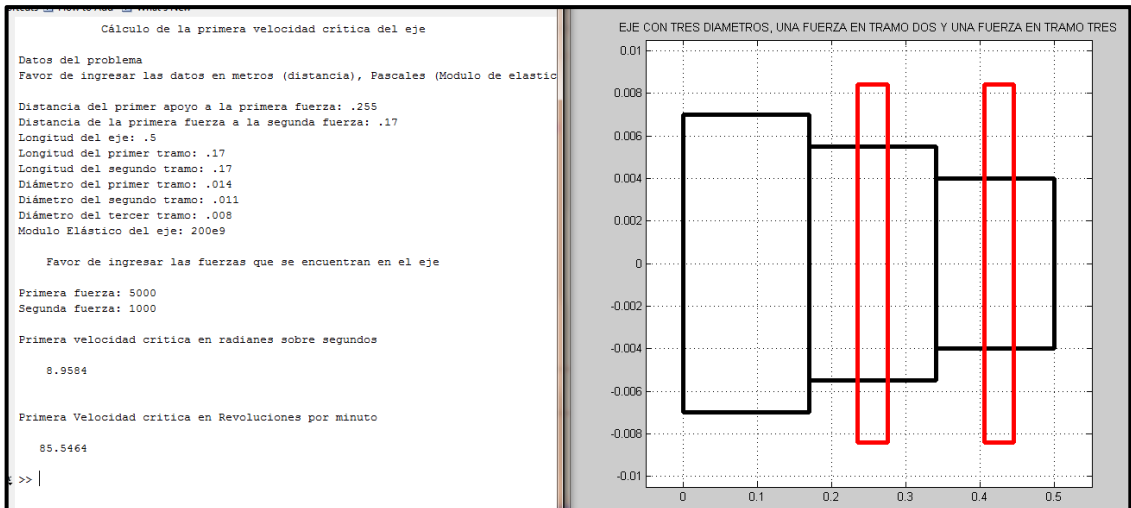 Cálculo de la primera velocidad crítica del eje
Datos del problema
Favor de ingresar las datos en metros (distancia), Pascales (Modulo de elastic
Distancia del primer apoyo a la primera fuerza: .255
Distancia de la primera fuerza a la segunda fuerza: .17
Longitud del eje: .5
Longitud del primer tramo: .17
Longitud del segundo tramo: .17
Diámetro del primer tramo: .014
Diámetro del segundo tramo: .011
Diámetro del tercer tramo: .008
Modulo Elástico del eje: 200e9
Favor de ingresar las fuerzas que se encuentran en el eje
Primera fuerza: 5000
Segunda fuerza: 1000
Primera velocidad critica en radianes sobre segundos
8.9584
Primera Velocidad critica en Revoluciones por minuto
85.5464
>>
EJE CON TRES DIAMETROS, UNA FUERZA EN TRAMO DOS Y UNA FUERZA EN TRAMO TRES
0.01
0.008
0.006
0.004
0.002
0
-0.002
-0.004
-0.006
-0.008
-0.01
0 0.1 0.2 0.3 0.4 0.5